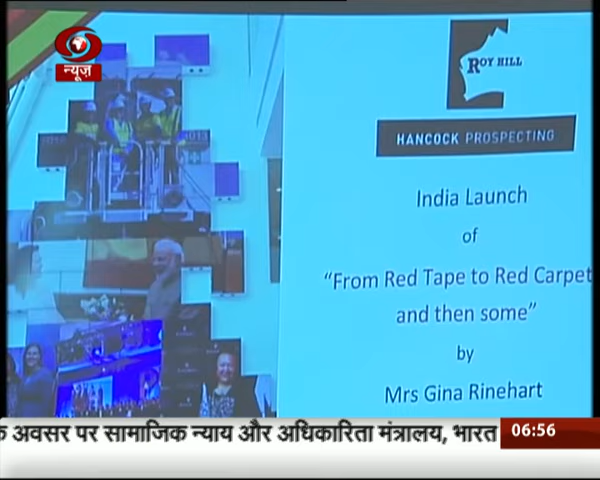 न्यूज़
ROY HILL
HANCOCK PROSPECTING
India Launch
of
“From Red Tape to Red Carpet
and then some”
by
Mrs Gina Rinehart
अवसर पर सामाजिक न्याय और अधिकारिता मंत्रालय, भारत
06:56